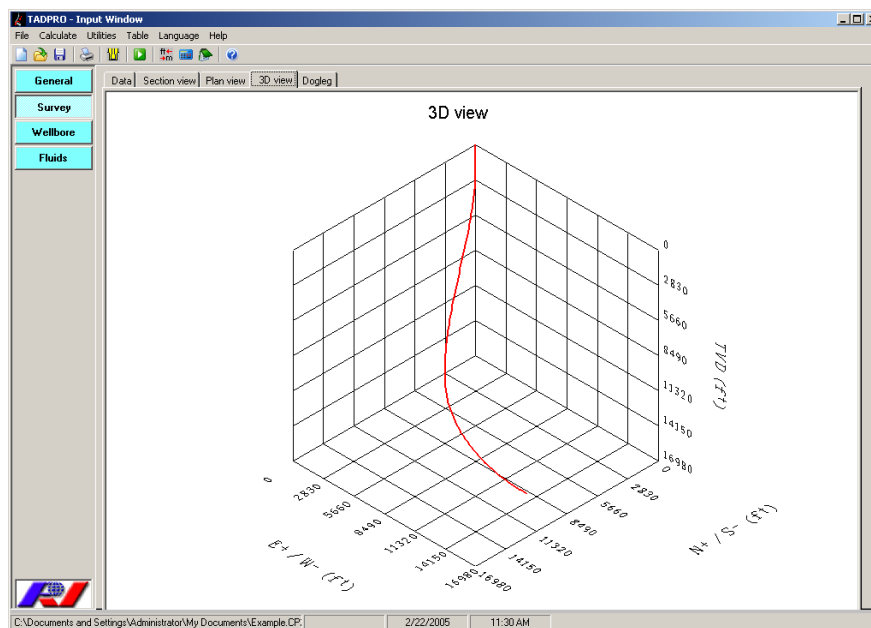 TADPRO - Input Window
File Calculate Utilities Table Language Help
ft m
General
Survey
Wellbore
Fluids
Data Section view Plan view 3D view Dogleg
3D view
0
2830
5660
8490
11320
14150
16980
TVD (ft)
0
2830
5660
8490
11320
14150
16980
E+/W- (ft)
0
2830
5660
8490
11320
14150
16980
N+/S- (ft)
C:\Documents and Settings\Administrator\My Documents\Example.CP. 2/22/2005 11:30 AM